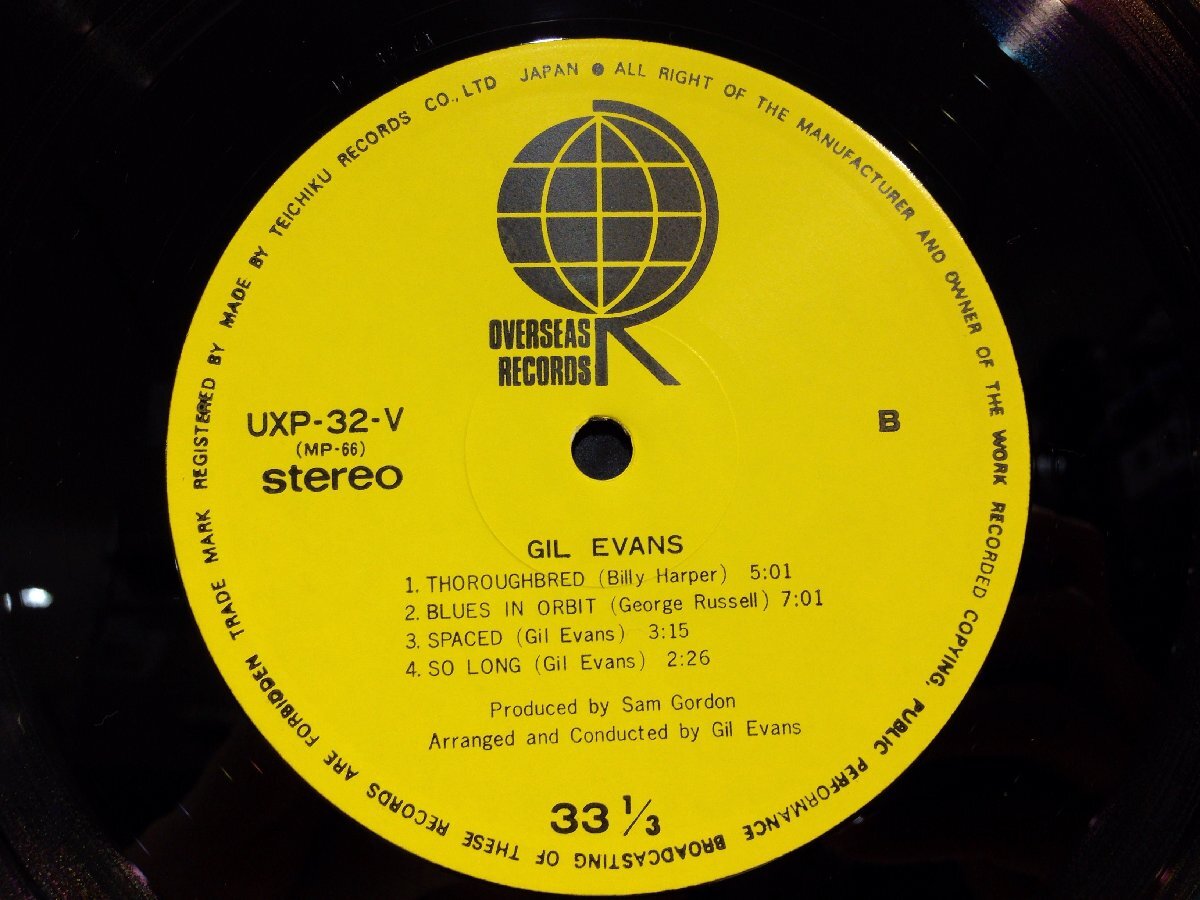 TRADE MARK REGISTERED BY MADE BY TEICHIKU RECORDS CO., LTD JAPAN ● ALL RIGHT OF THE MANUFACTURER AND OWNER OF THE WORK RECORDED COPYING, PUBLIC PERFORMANCE BROADCASTING OF THESE RECORDS ARE FORBIDDEN
OVERSEAS
RECORDS
UXP-32-V
(MP-66)
stereo
B
GIL EVANS
1. THOROUGHBRED (Billy Harper) 5:01
2. BLUES IN ORBIT (George Russell) 7:01
3. SPACED (Gil Evans) 3:15
4. SO LONG (Gil Evans) 2:26
Produced by Sam Gordon
Arranged and Conducted by Gil Evans
33 1/3